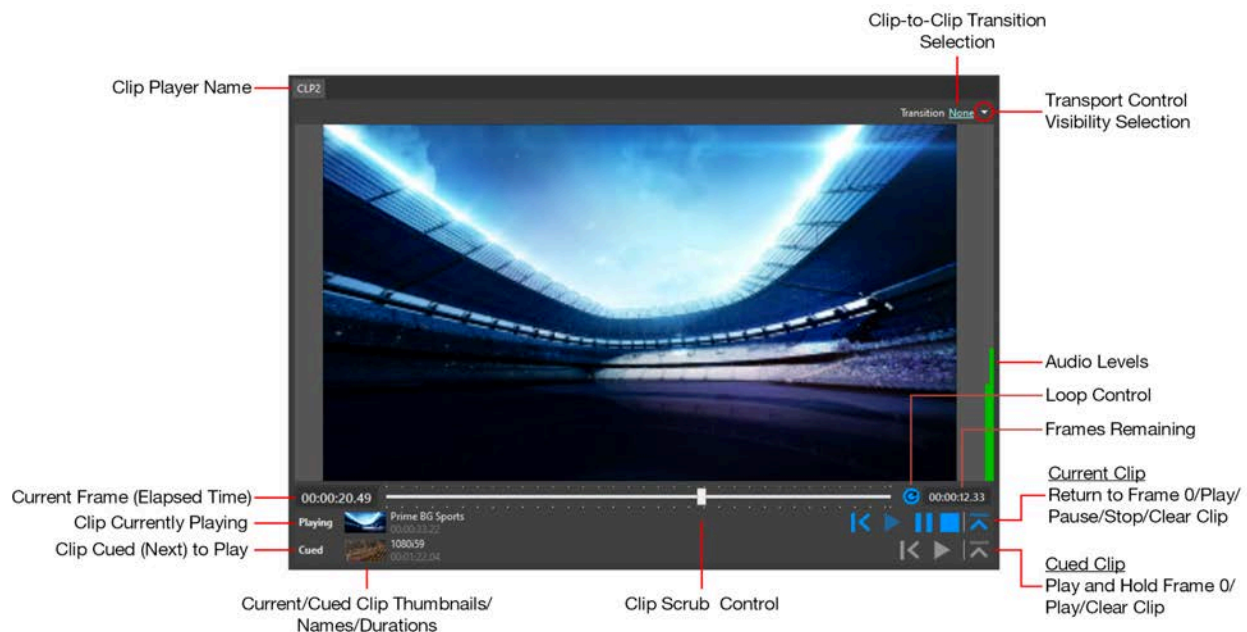 Clip-to-Clip Transition
Selection
Clip Player Name
CLP2
Transition None
Transport Control
Visibility Selection
Audio Levels
Loop Control
Frames Remaining
Current Frame (Elapsed Time)
00:00:20.49
00:00:12.33
Current Clip
Return to Frame 0/Play/
Pause/Stop/Clear Clip
Clip Currently Playing
Playing
Prime BG Sports
00:00:33.22
Clip Cued (Next) to Play
Cued
1080i59
00:01:22.04
Cued Clip
Play and Hold Frame 0/
Play/Clear Clip
Current/Cued Clip Thumbnails/
Names/Durations
Clip Scrub Control